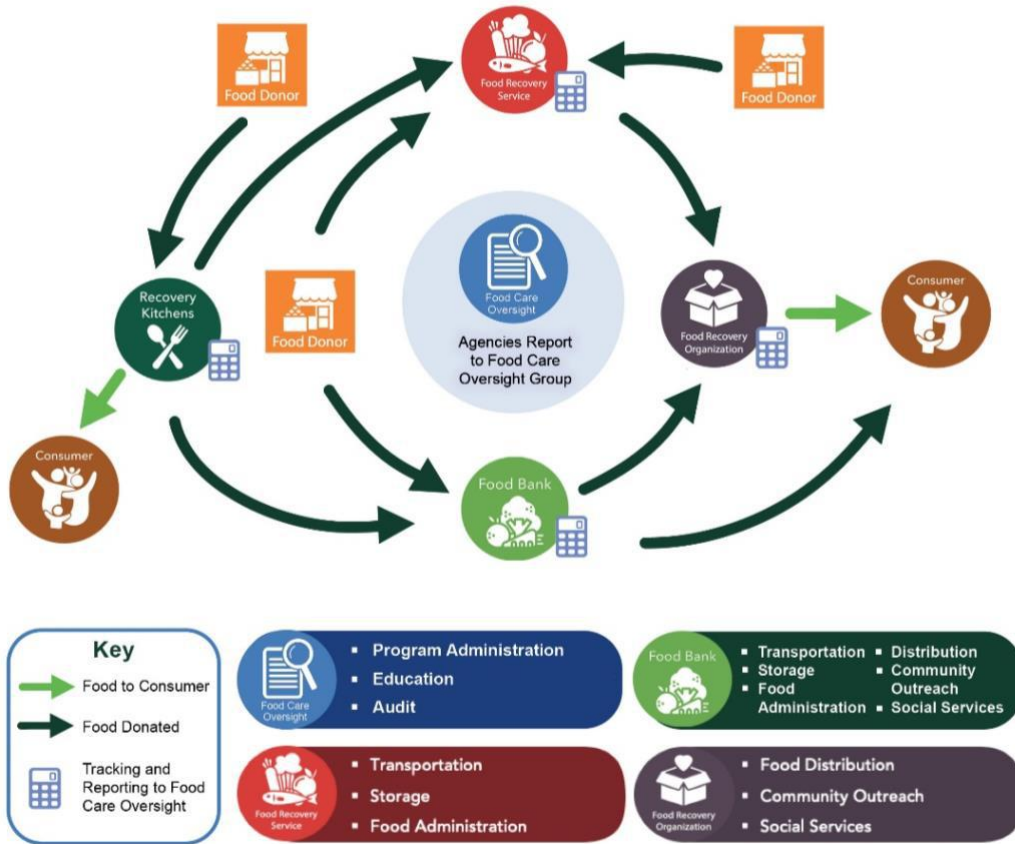 Food Donor
Food Recovery
Service
Food Donor
Recovery
Kitchens
Food Donor
Food Care
Oversight
Agencies Report
to Food Care
Oversight Group
Food Recovery
Organization
Consumer
Consumer
Food Bank
Key
Food to Consumer
Food Donated
Tracking and
Reporting to Food
Care Oversight
Food Care
Oversight
▪ Program Administration
▪ Education
▪ Audit
Food Bank
▪ Transportation
▪ Storage
▪ Food
Administration
▪ Distribution
▪ Community
Outreach
▪ Social Services
Food Recovery
Service
▪ Transportation
▪ Storage
▪ Food Administration
Food Recovery
Organization
▪ Food Distribution
▪ Community Outreach
▪ Social Services